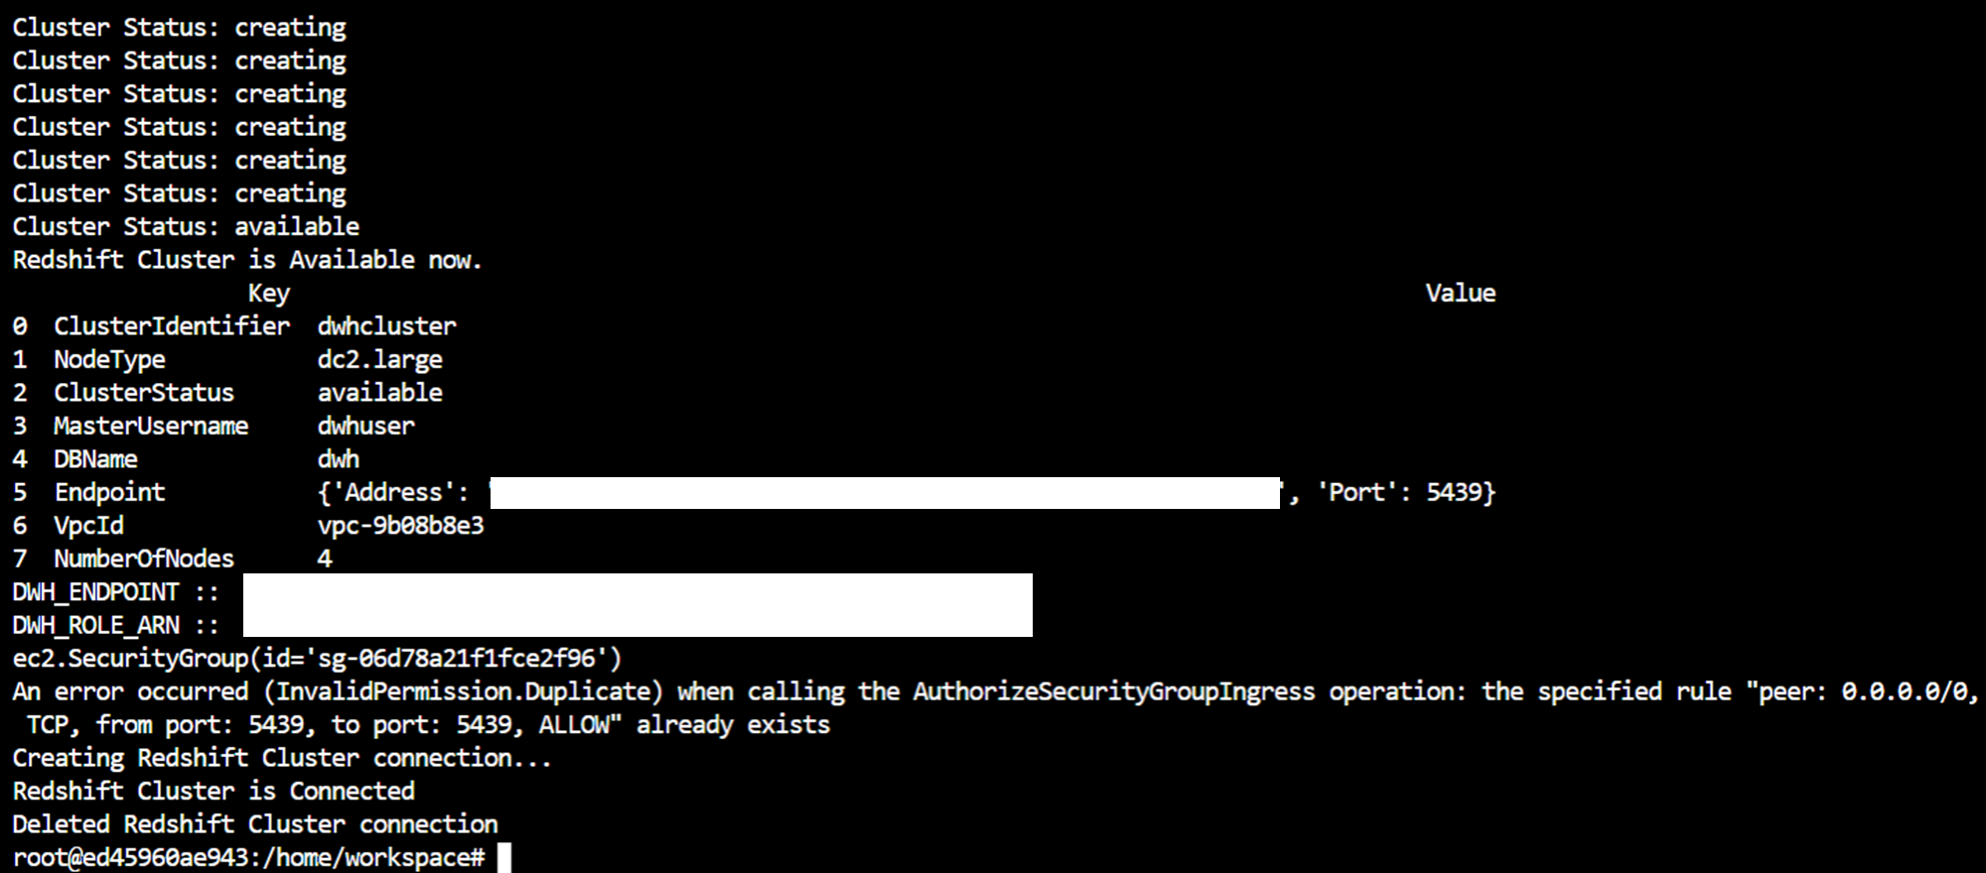 Cluster Status: creating
Cluster Status: creating
Cluster Status: creating
Cluster Status: creating
Cluster Status: creating
Cluster Status: creating
Cluster Status: available
Redshift Cluster is Available now.
Key Value
0 ClusterIdentifier dwhcluster
1 NodeType dc2.large
2 ClusterStatus available
3 MasterUsername dwhuser
4 DBName dwh
5 Endpoint {'Address': ' ', 'Port': 5439}
6 VpcId vpc-9b08b8e3
7 NumberOfNodes 4
DWH_ENDPOINT ::
DWH_ROLE_ARN ::
ec2.SecurityGroup(id='sg-06d78a21f1fce2f96')
An error occurred (InvalidPermission.Duplicate) when calling the AuthorizeSecurityGroupIngress operation: the specified rule "peer: 0.0.0.0/0,
TCP, from port: 5439, to port: 5439, ALLOW" already exists
Creating Redshift Cluster connection...
Redshift Cluster is Connected
Deleted Redshift Cluster connection
root@ed45960ae943:/home/workspace#